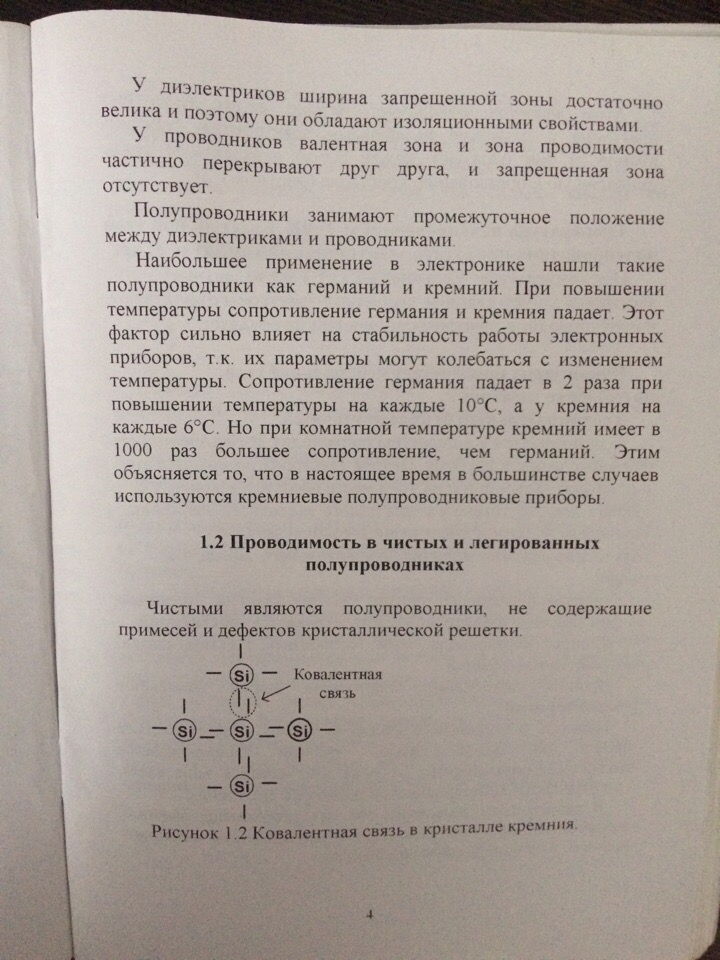 У диэлектриков ширина запрещенной зоны достаточно
велика и поэтому они обладают изоляционными свойствами.
У проводников валентная зона и зона проводимости
частично перекрывают друг друга, и запрещенная зона
отсутствует.
Полупроводники занимают промежуточное положение
между диэлектриками и проводниками.
Наибольшее применение в электронике нашли такие
полупроводники как германий и кремний. При повышении
температуры сопротивление германия и кремния падает. Этот
фактор сильно влияет на стабильность работы электронных
приборов, т.к. их параметры могут колебаться с изменением
температуры. Сопротивление германия падает в 2 раза при
повышении температуры на каждые 10°С, а у кремния на
каждые 6°С. Но при комнатной температуре кремний имеет в
1000 раз большее сопротивление, чем германий. Этим
объясняется то, что в настоящее время в большинстве случаев
используются кремниевые полупроводниковые приборы.
1.2 Проводимость в чистых и легированных
полупроводниках
Чистыми являются полупроводники, не содержащие
примесей и дефектов кристаллической решетки.
Si
Ковалентная
связь
Si Si Si
Si
Рисунок 1.2 Ковалентная связь в кристалле кремния.
4